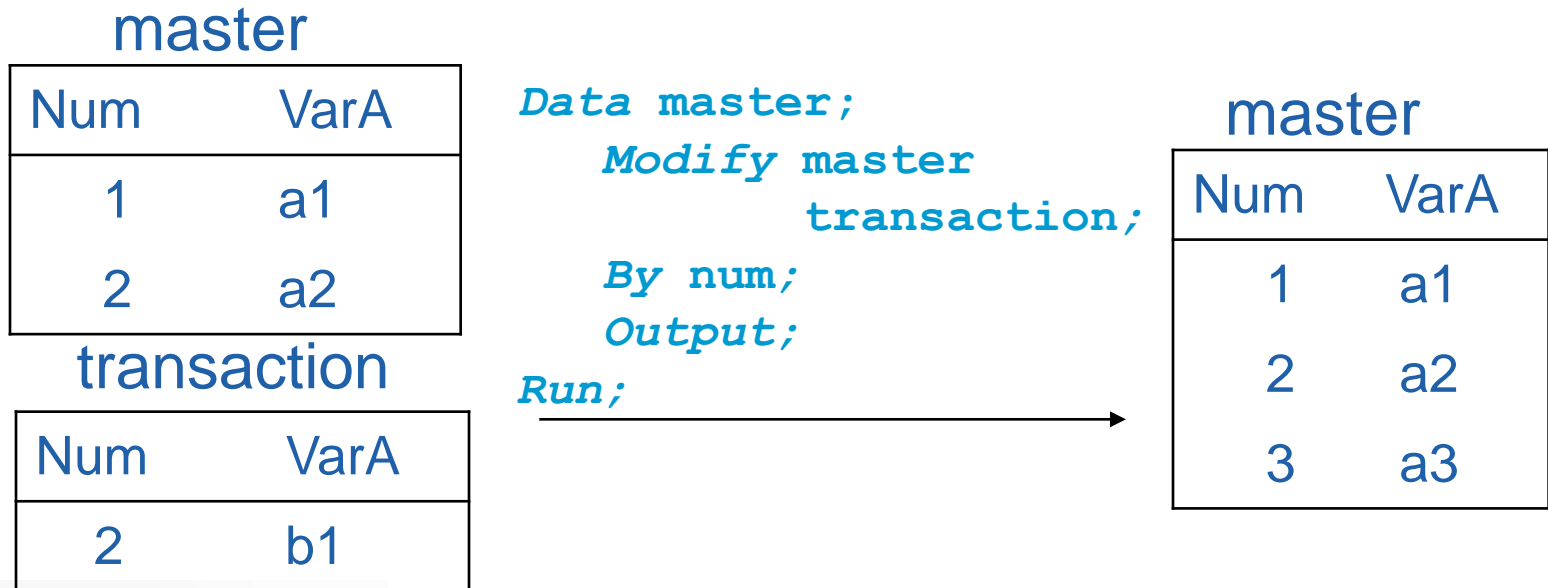 master
Num VarA
1 a1
2 a2
transaction
Num VarA
2 b1
Data master;
Modify master
transaction;
By num;
Output;
Run;
master
Num VarA
1 a1
2 a2
3 a3